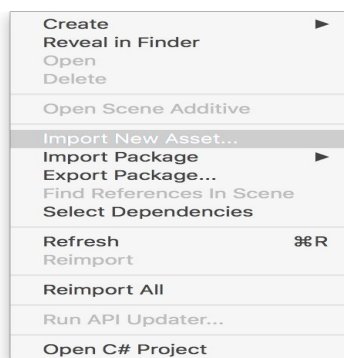 Create
Reveal in Finder
Open
Delete
Open Scene Additive
Import New Asset...
Import Package
Export Package...
Find References In Scene
Select Dependencies
Refresh ⌘R
Reimport
Reimport All
Run API Updater...
Open C# Project